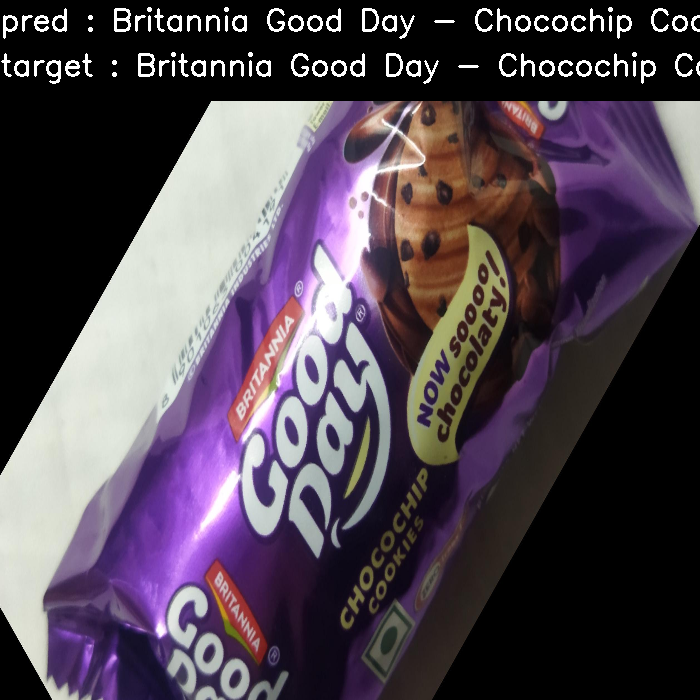 pred : Britannia Good Day - Chocochip Coo
target : Britannia Good Day - Chocochip Co
BRITANNIA
BRITANNIA
Good
Day
NOW soooo
chocolaty!
CHOCOCHIP
COOKIES
BRITANNIA
Good